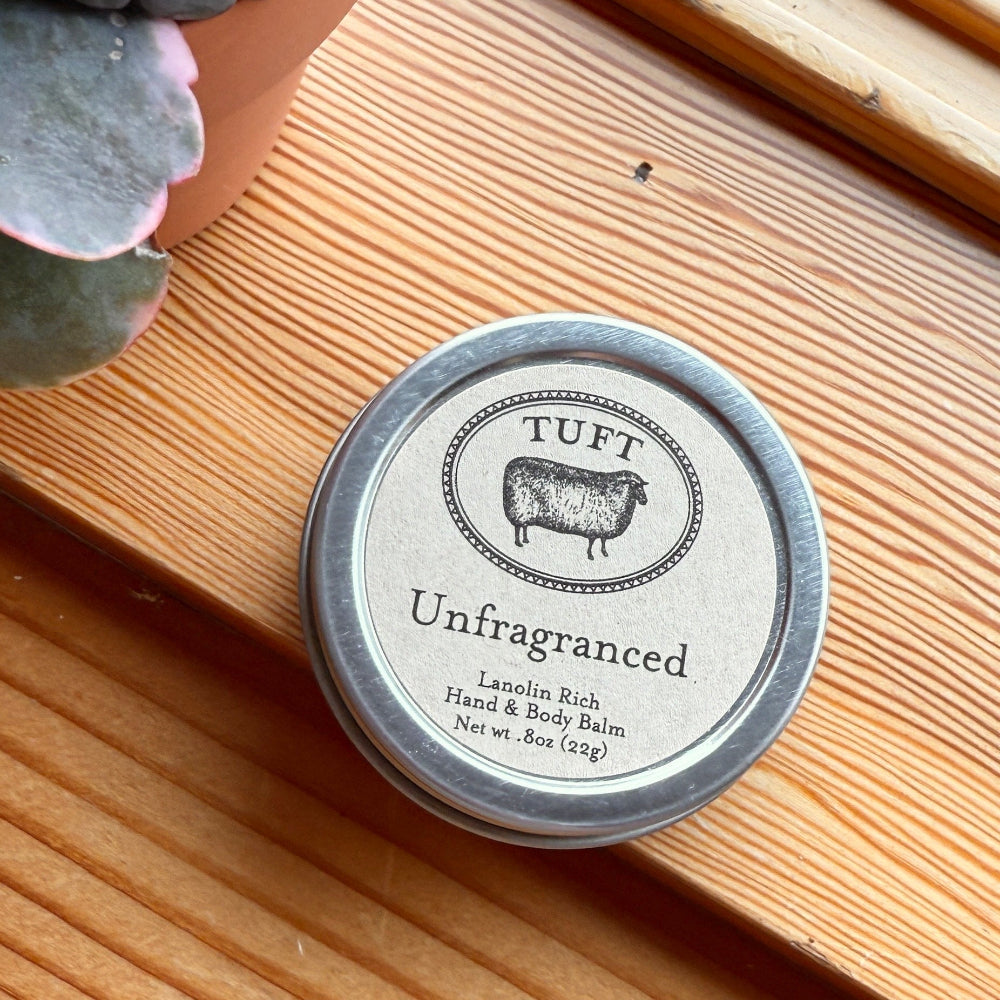 TUFT
Unfragranced
Lanolin Rich
Hand & Body Balm
Net wt .8oz (22g)